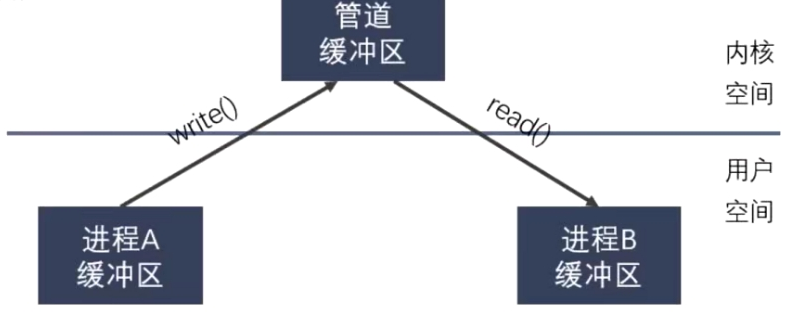 管道
缓冲区
内核
空间
write()
read()
用户
空间
进程A
缓冲区
进程B
缓冲区